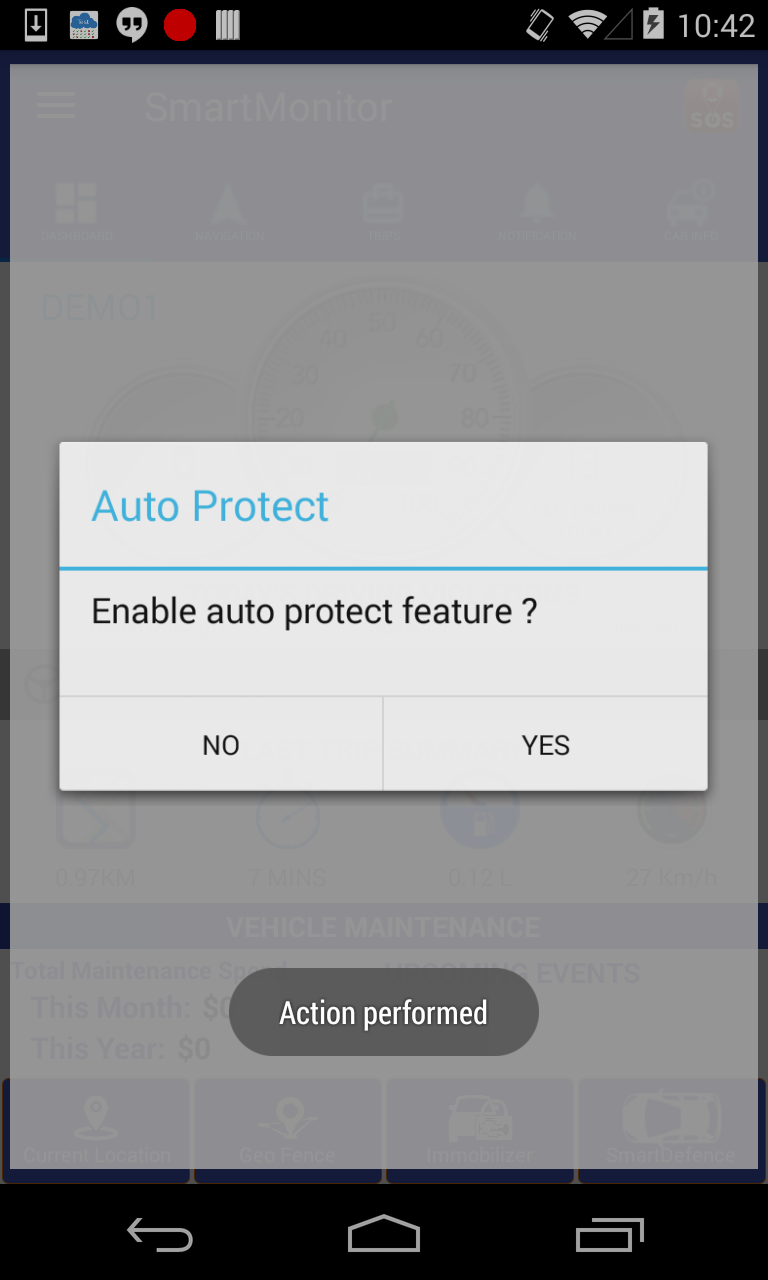 10:42
SmartMonitor
SOS
DASHBOARD
NAVIGATION
TRIPS
NOTIFICATION
CAR INFO
DEMO1
50
40
60
30
70
20
80
Auto Protect
Enable auto protect feature ?
NO
YES
0.97KM
7 MINS
0.12 L
27 Km/h
VEHICLE MAINTENANCE
Total Maintenance Spend
UPCOMING EVENTS
This Month: $0
Action performed
This Year: $0
Current Location
Geo Fence
Immobilizer
SmartDefence